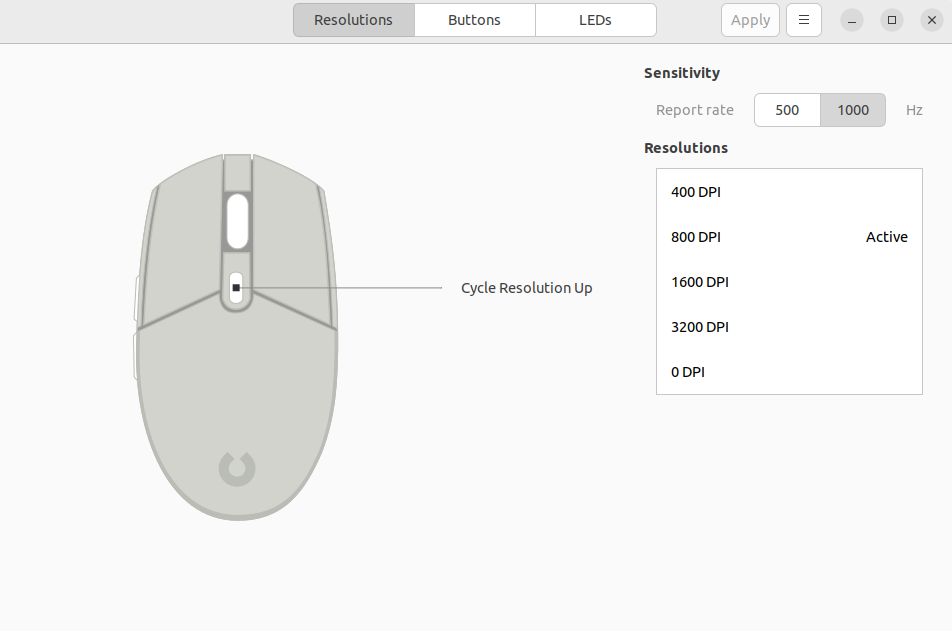 Resolutions Buttons LEDs Apply
Sensitivity
Report rate 500 1000 Hz
Resolutions
400 DPI
800 DPI Active
1600 DPI
Cycle Resolution Up
3200 DPI
0 DPI